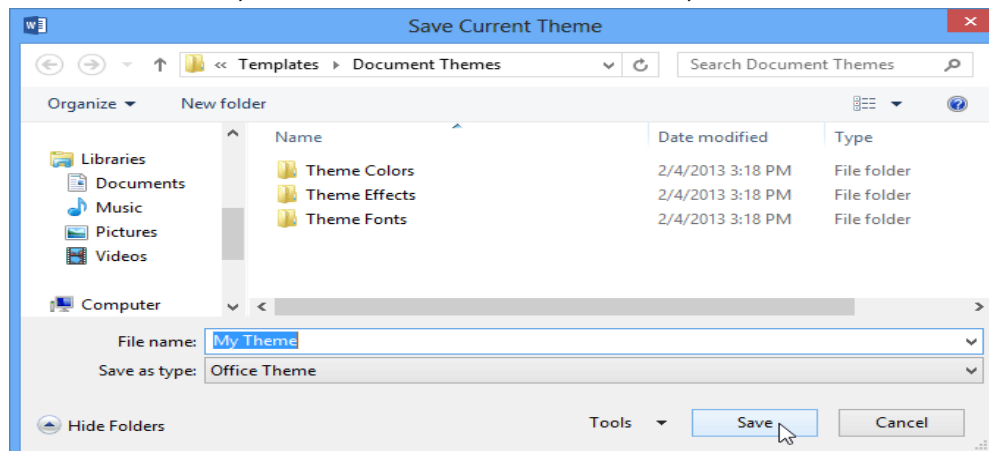 Save Current Theme
« Templates Document Themes Search Document Themes
Organize New folder
Name Date modified Type
Libraries
Documents
Music
Pictures
Videos
Computer
Theme Colors 2/4/2013 3:18 PM File folder
Theme Effects 2/4/2013 3:18 PM File folder
Theme Fonts 2/4/2013 3:18 PM File folder
File name: My Theme
Save as type: Office Theme
Hide Folders Tools Save Cancel